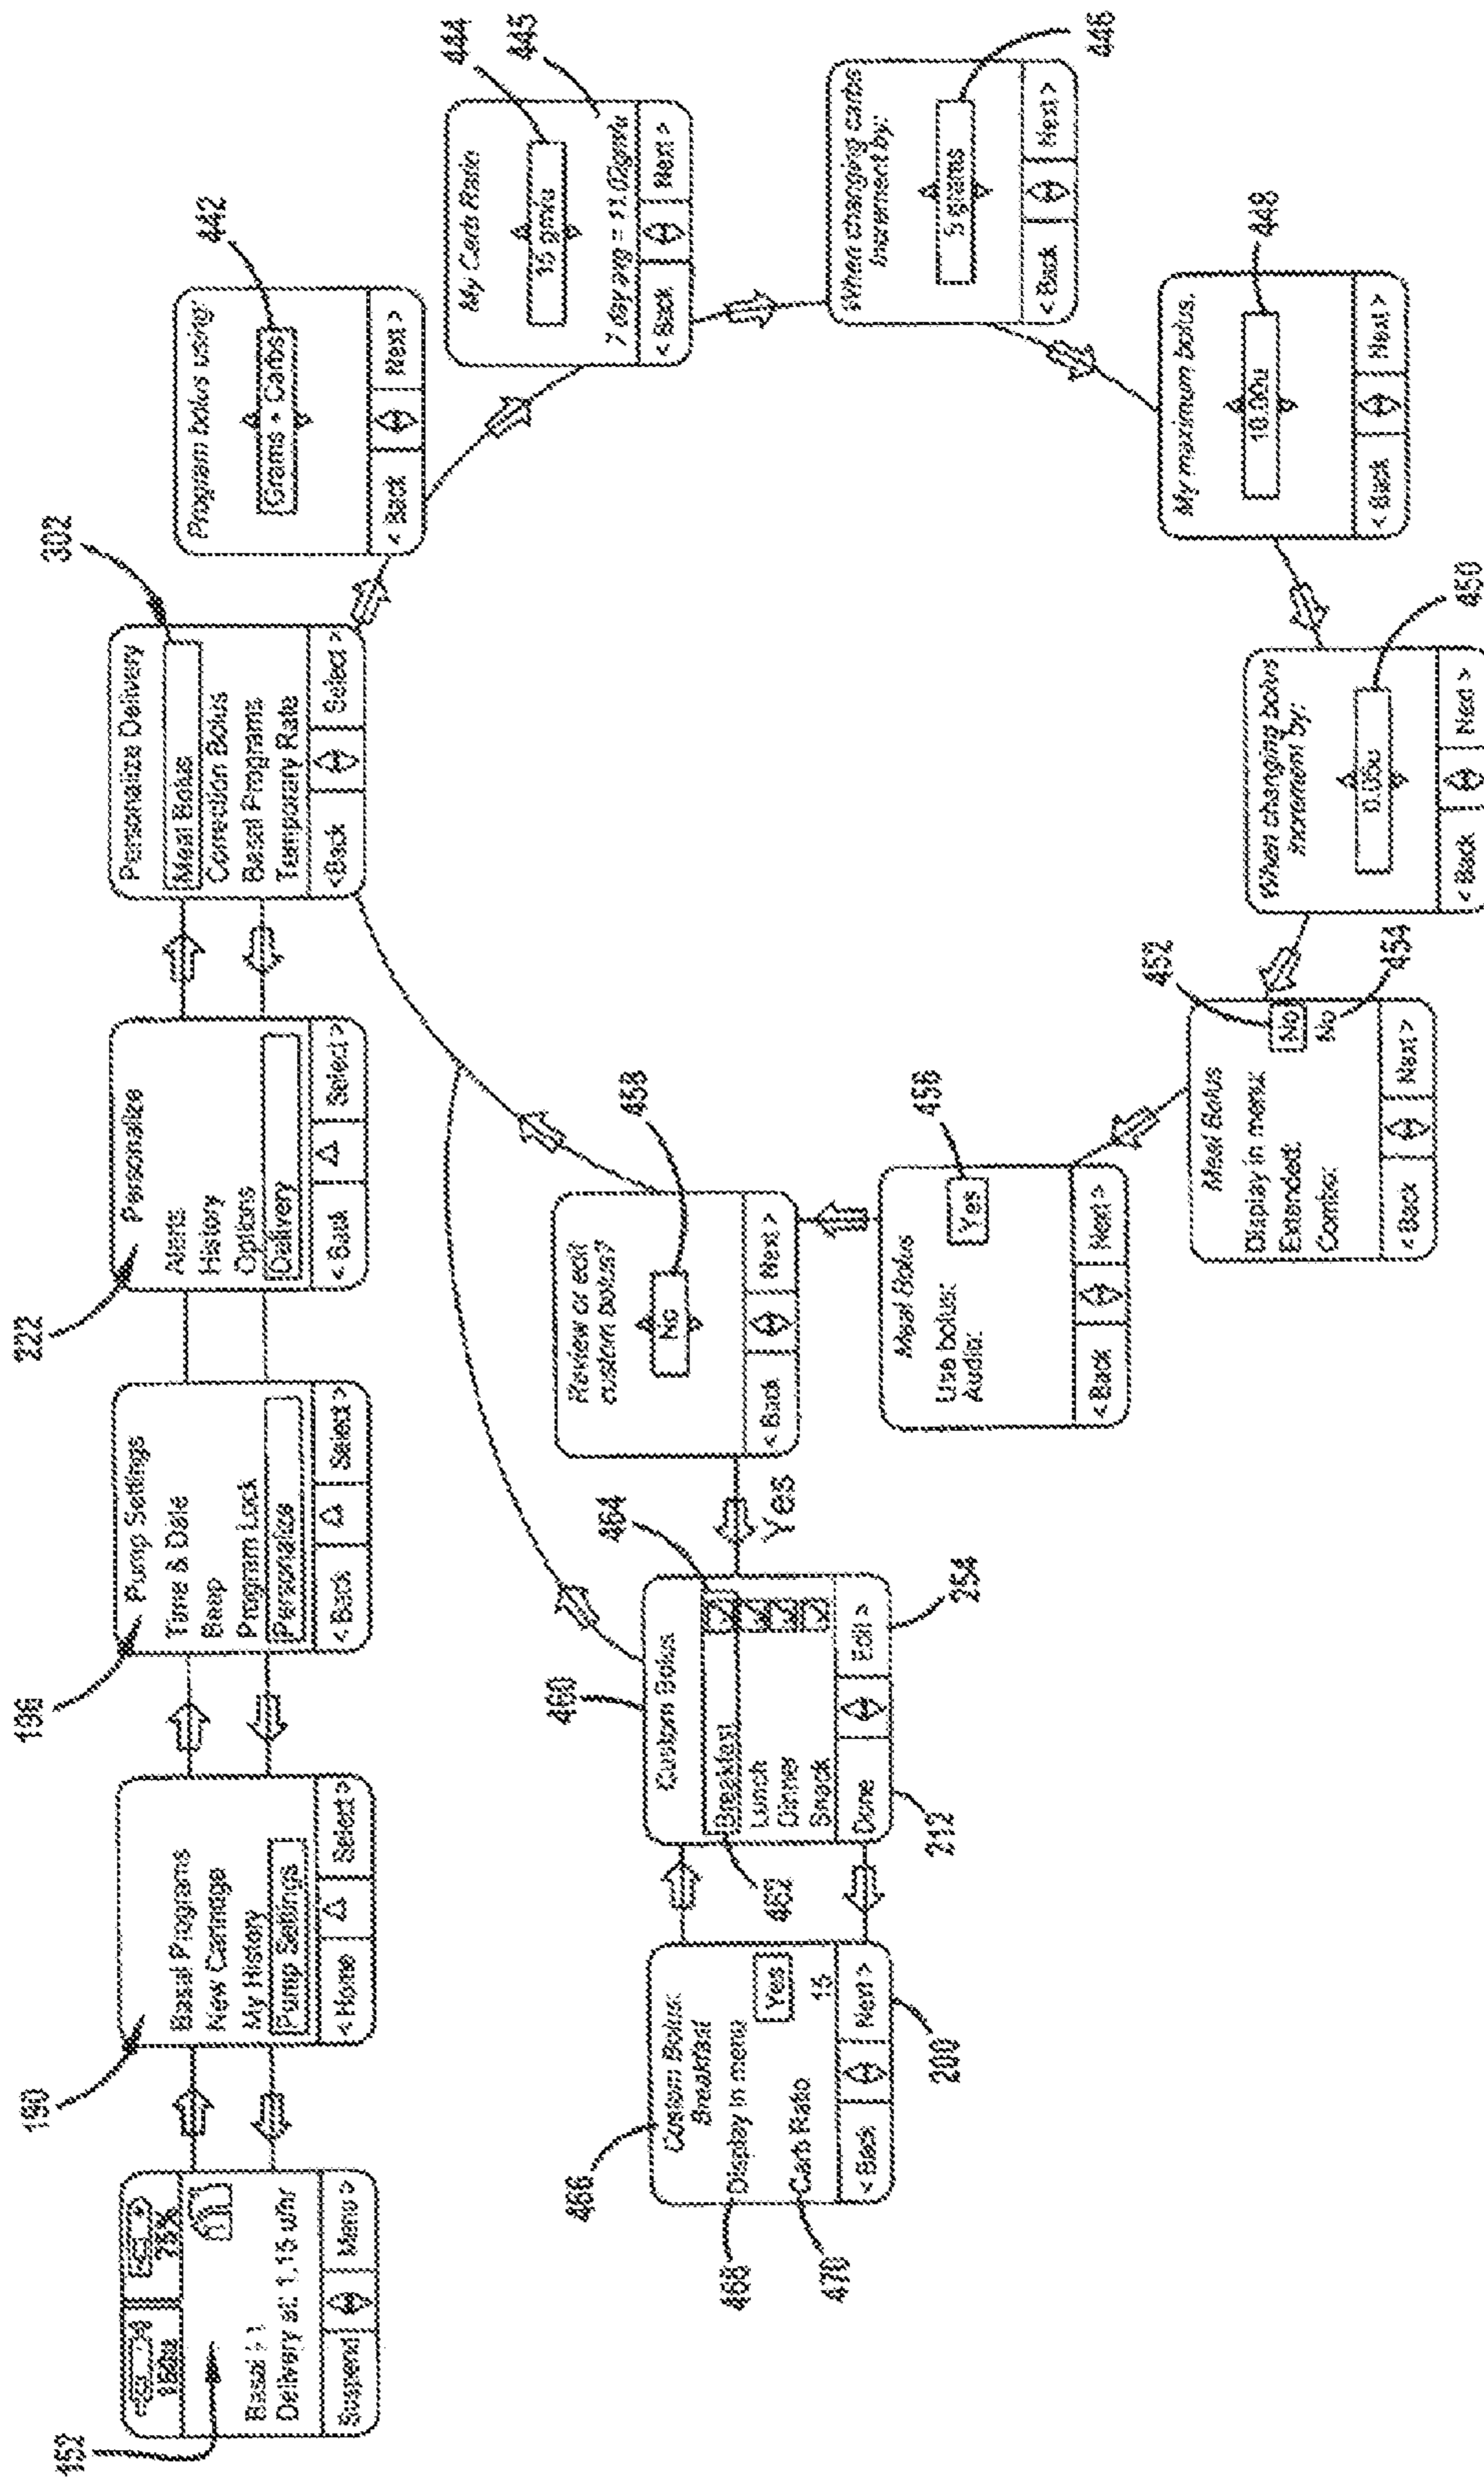 152
25%
Basal
Delivery at: 1.15 u/hr
Suspend
Menu >
190
Basal Programs
New Cartridge
My History
Pump Settings
< Home
Select >
196
Pump Settings
Time & Date
Beep
Program Lock
Personalize
< Back
Select >
222
Personalize
Alerts
History
Options
Delivery
< Back
Select >
302
Personalize Delivery
Meal Bolus
Correction Bolus
Basal Programs
Temporary Rate
<Back
Select >
442
Program bolus using:
Grams + Carbs
< Back
Next >
444
445
My Carb Ratio
15 gm/u
7 day avg = 11.02gm/u
< Back
Next >
446
When changing carbs
increment by:
5 grams
< Back
Next >
448
My maximum bolus.
10.00u
< Back
Next >
450
When changing bolus
increment by:
0.05u
< Back
Next >
452
454
Meal Bolus
Display in menu:
Extended: No
Combo: No
< Back
Next >
456
Meal Bolus
Use bolus: Yes
Audio:
< Back
Next >
458
Review or edit
custom bolus?
No
< Back
Next >
Yes
460
464
Custom Bolus
Breakfast
Lunch
Dinner
Snack
Done
Edit >
462
212
254
466
Custom Bolus:
Breakfast
468
Display in menu
Yes
470
Carb Ratio
15
< Back
Next >
200